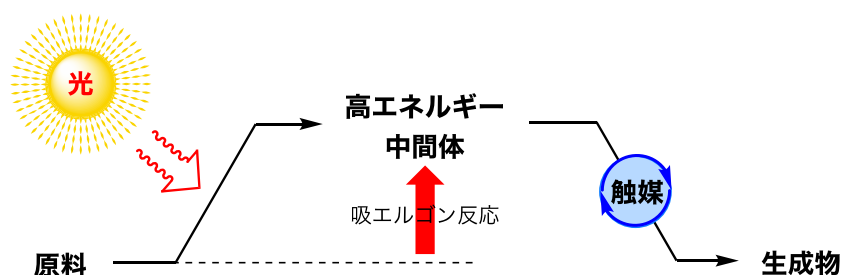 光
高エネルギー
中間体
触媒
吸エルゴン反応
原料
生成物